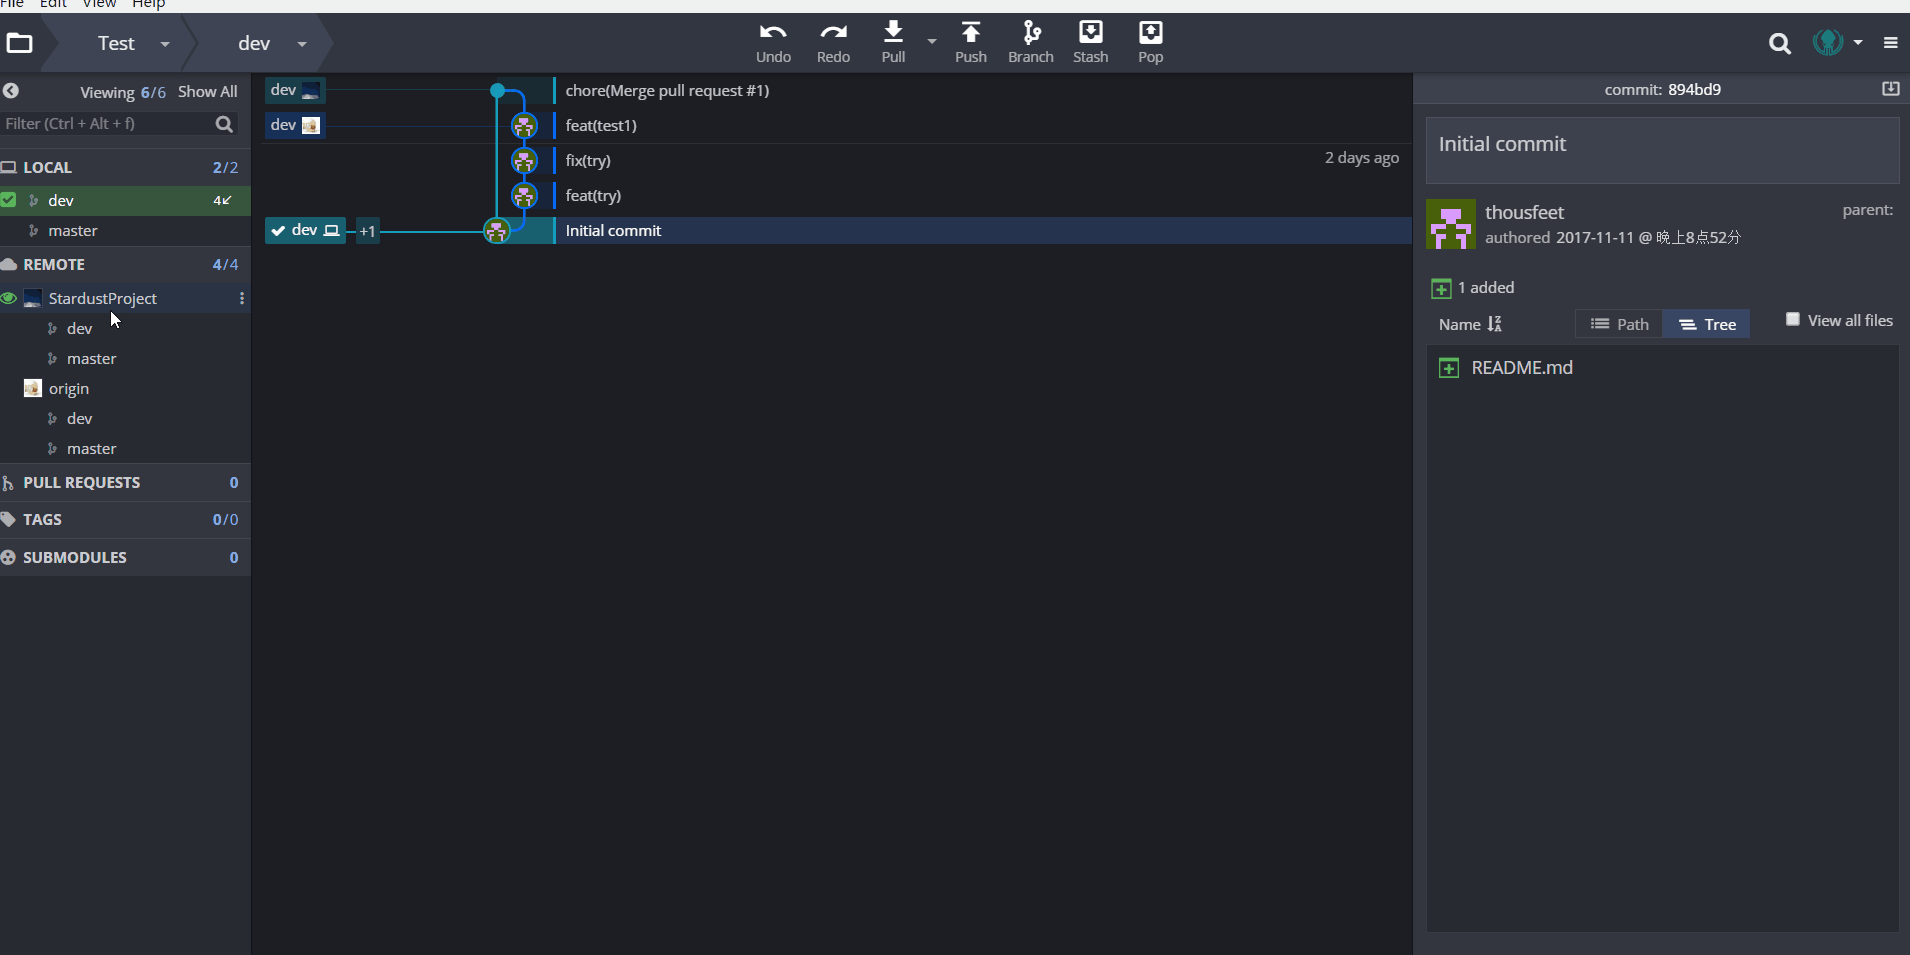 File Edit View Help
Test dev
Undo Redo Pull Push Branch Stash Pop
Viewing 6/6 Show All
Filter (Ctrl + Alt + f)
LOCAL 2/2
dev 4
master
REMOTE 4/4
StardustProject
dev
master
origin
dev
master
PULL REQUESTS 0
TAGS 0/0
SUBMODULES 0
dev chore(Merge pull request #1)
dev feat(test1)
fix(try) 2 days ago
feat(try)
dev +1 Initial commit
commit: 894bd9
Initial commit
thousfeet parent:
authored 2017-11-11 @ 晚上8点52分
1 added
Name Path Tree View all files
README.md